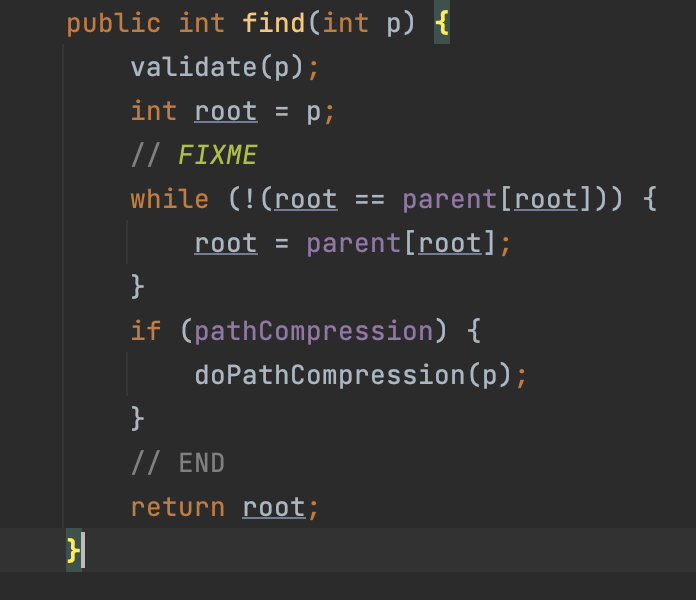 public int find(int p) {
    validate(p);
    int root = p;
    // FIXME
    while (!(root == parent[root])) {
        root = parent[root];
    }
    if (pathCompression) {
        doPathCompression(p);
    }
    // END
    return root;
}